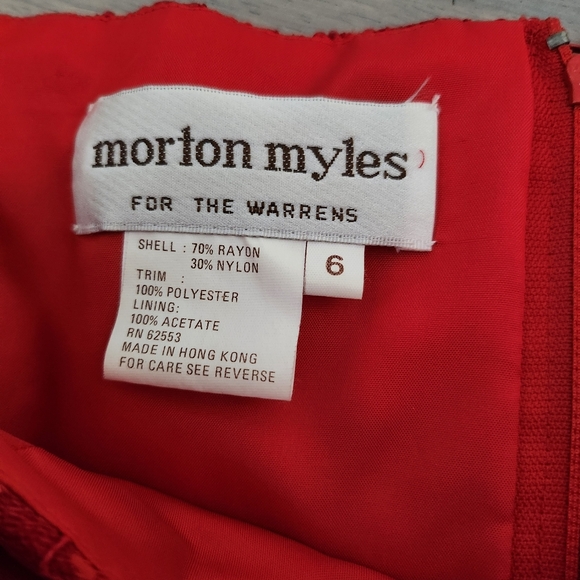 morton myles
FOR THE WARRENS
SHELL : 70% RAYON
30% NYLON
TRIM :
100% POLYESTER
LINING:
100% ACETATE
RN 62553
MADE IN HONG KONG
FOR CARE SEE REVERSE
6